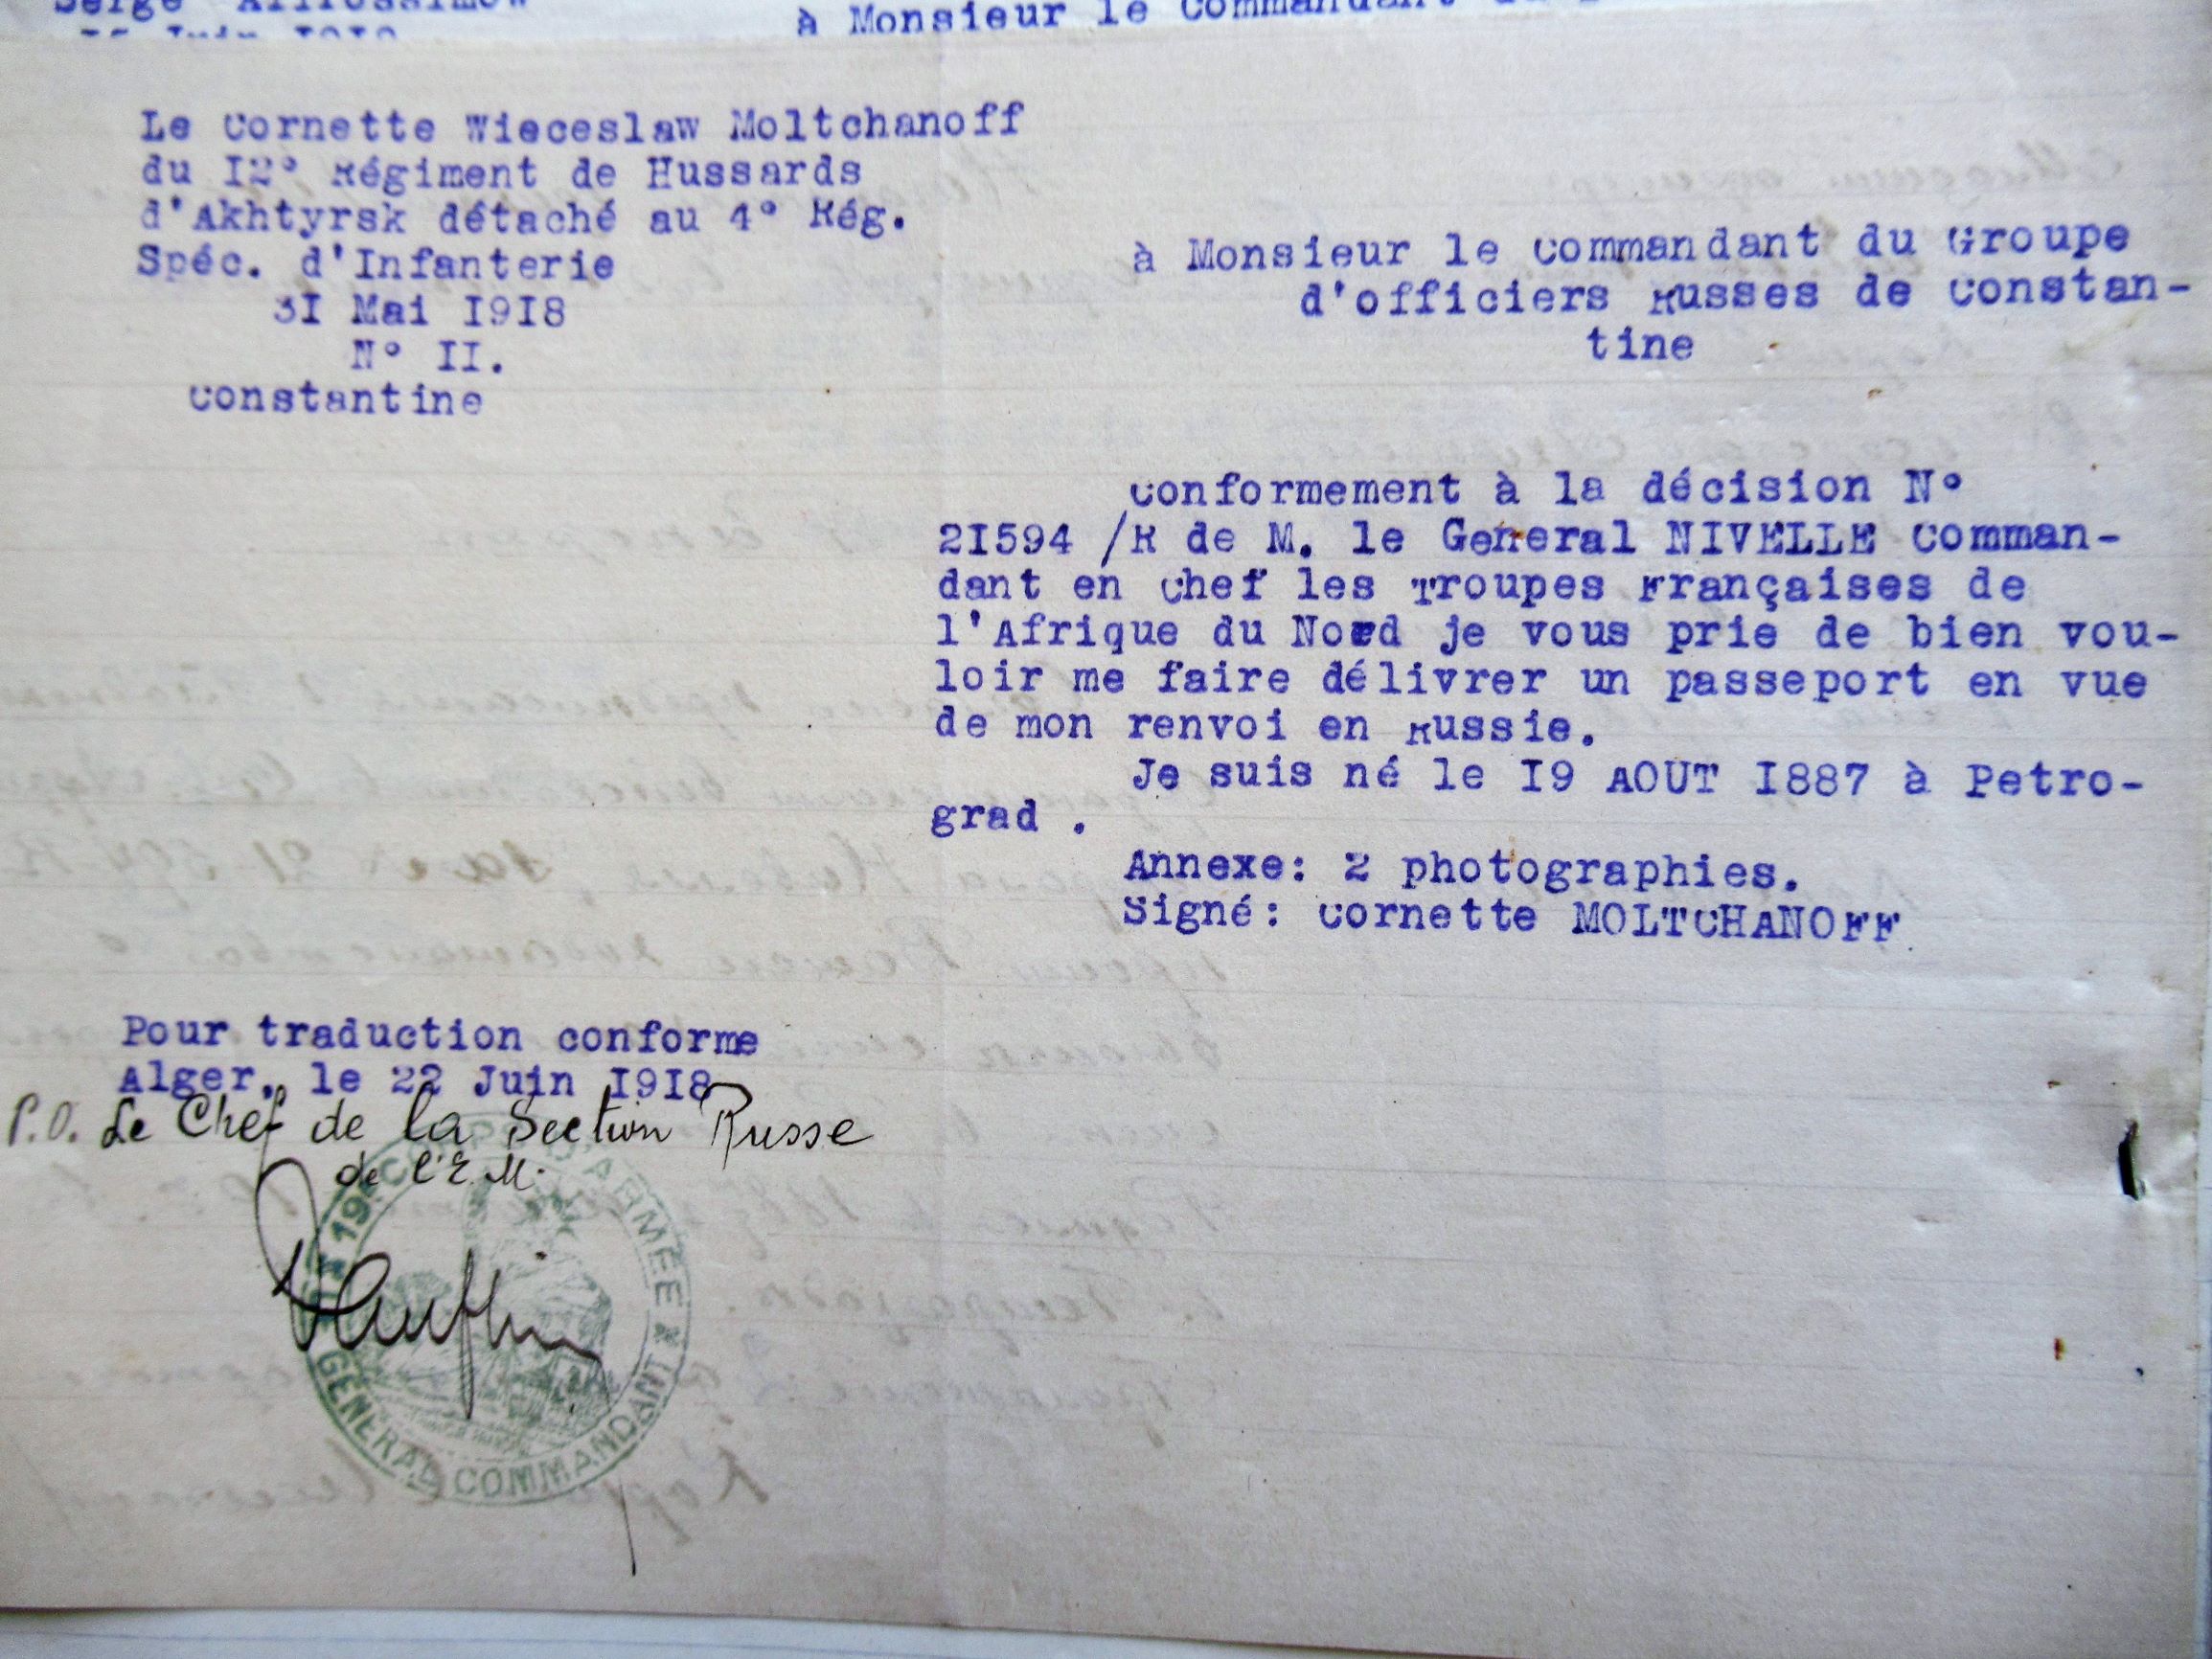 à Monsieur le Commandant du
Le Cornette Wieceslaw Moltchanoff
du I2° Régiment de Hussards
d'Akhtyrsk détaché au 4° Rég.
Spéc. d'Infanterie
3I Mai I9I8
N° II.
Constantine
à Monsieur le Commandant du Groupe
d'officiers Russes de Constan-
tine
Conformement à la décision N°
2I594 /R de M. le General NIVELLE Comman-
dant en Chef les Troupes Françaises de
l'Afrique du Nord je vous prie de bien vou-
loir me faire délivrer un passeport en vue
de mon renvoi en Russie.
Je suis né le I9 AOUT I887 à Petro-
grad .
Annexe: 2 photographies.
Signé: Cornette MOLTCHANOFF
Pour traduction conforme
Alger, le 22 Juin I9I8
P.O. Le Chef de la Section Russe
de l'E.M.
19e CORPS D'ARMÉE
GÉNÉRAL COMMANDANT